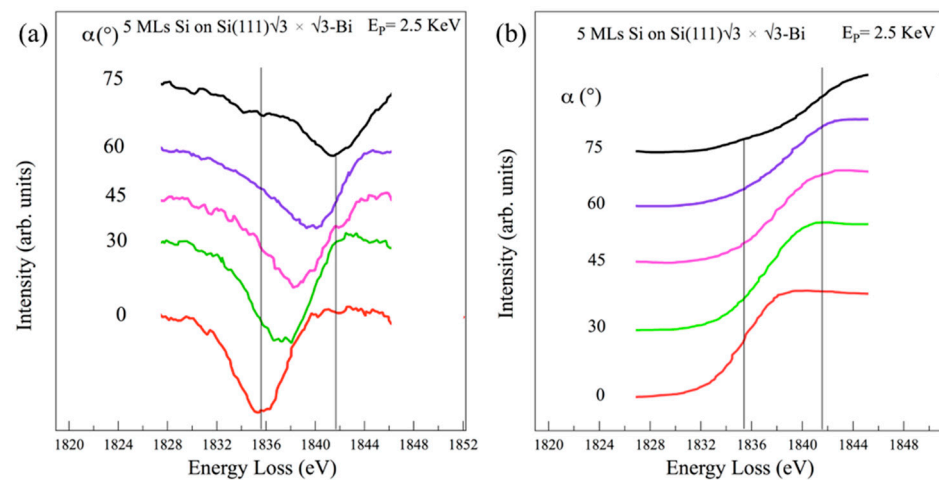 (a) α(°) 5 MLs Si on Si(111)√3 × √3-Bi E_P= 2.5 KeV
75
60
45
30
0
Intensity (arb. units)
1820 1824 1828 1832 1836 1840 1844 1848 1852
Energy Loss (eV)
(b) 5 MLs Si on Si(111)√3 × √3-Bi E_P= 2.5 KeV
α (°)
75
60
45
30
0
Intensity (arb. units)
1820 1824 1828 1832 1836 1840 1844 1848
Energy Loss (eV)